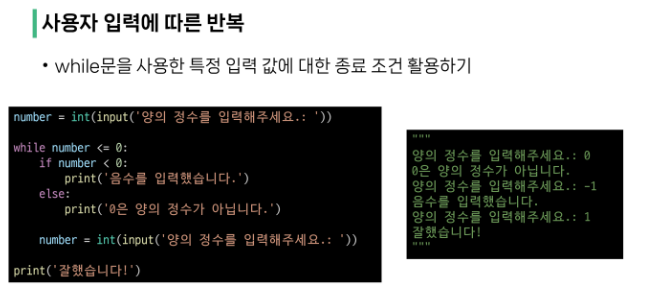 사용자 입력에 따른 반복
• while문을 사용한 특정 입력 값에 대한 종료 조건 활용하기
number = int(input('양의 정수를 입력해주세요.: '))
while number <= 0:
    if number < 0:
        print('음수를 입력했습니다.')
    else:
        print('0은 양의 정수가 아닙니다.')
    number = int(input('양의 정수를 입력해주세요.: '))
print('잘했습니다!')
"""
양의 정수를 입력해주세요.: 0
0은 양의 정수가 아닙니다.
양의 정수를 입력해주세요.: -1
음수를 입력했습니다.
양의 정수를 입력해주세요.: 1
잘했습니다!
"""